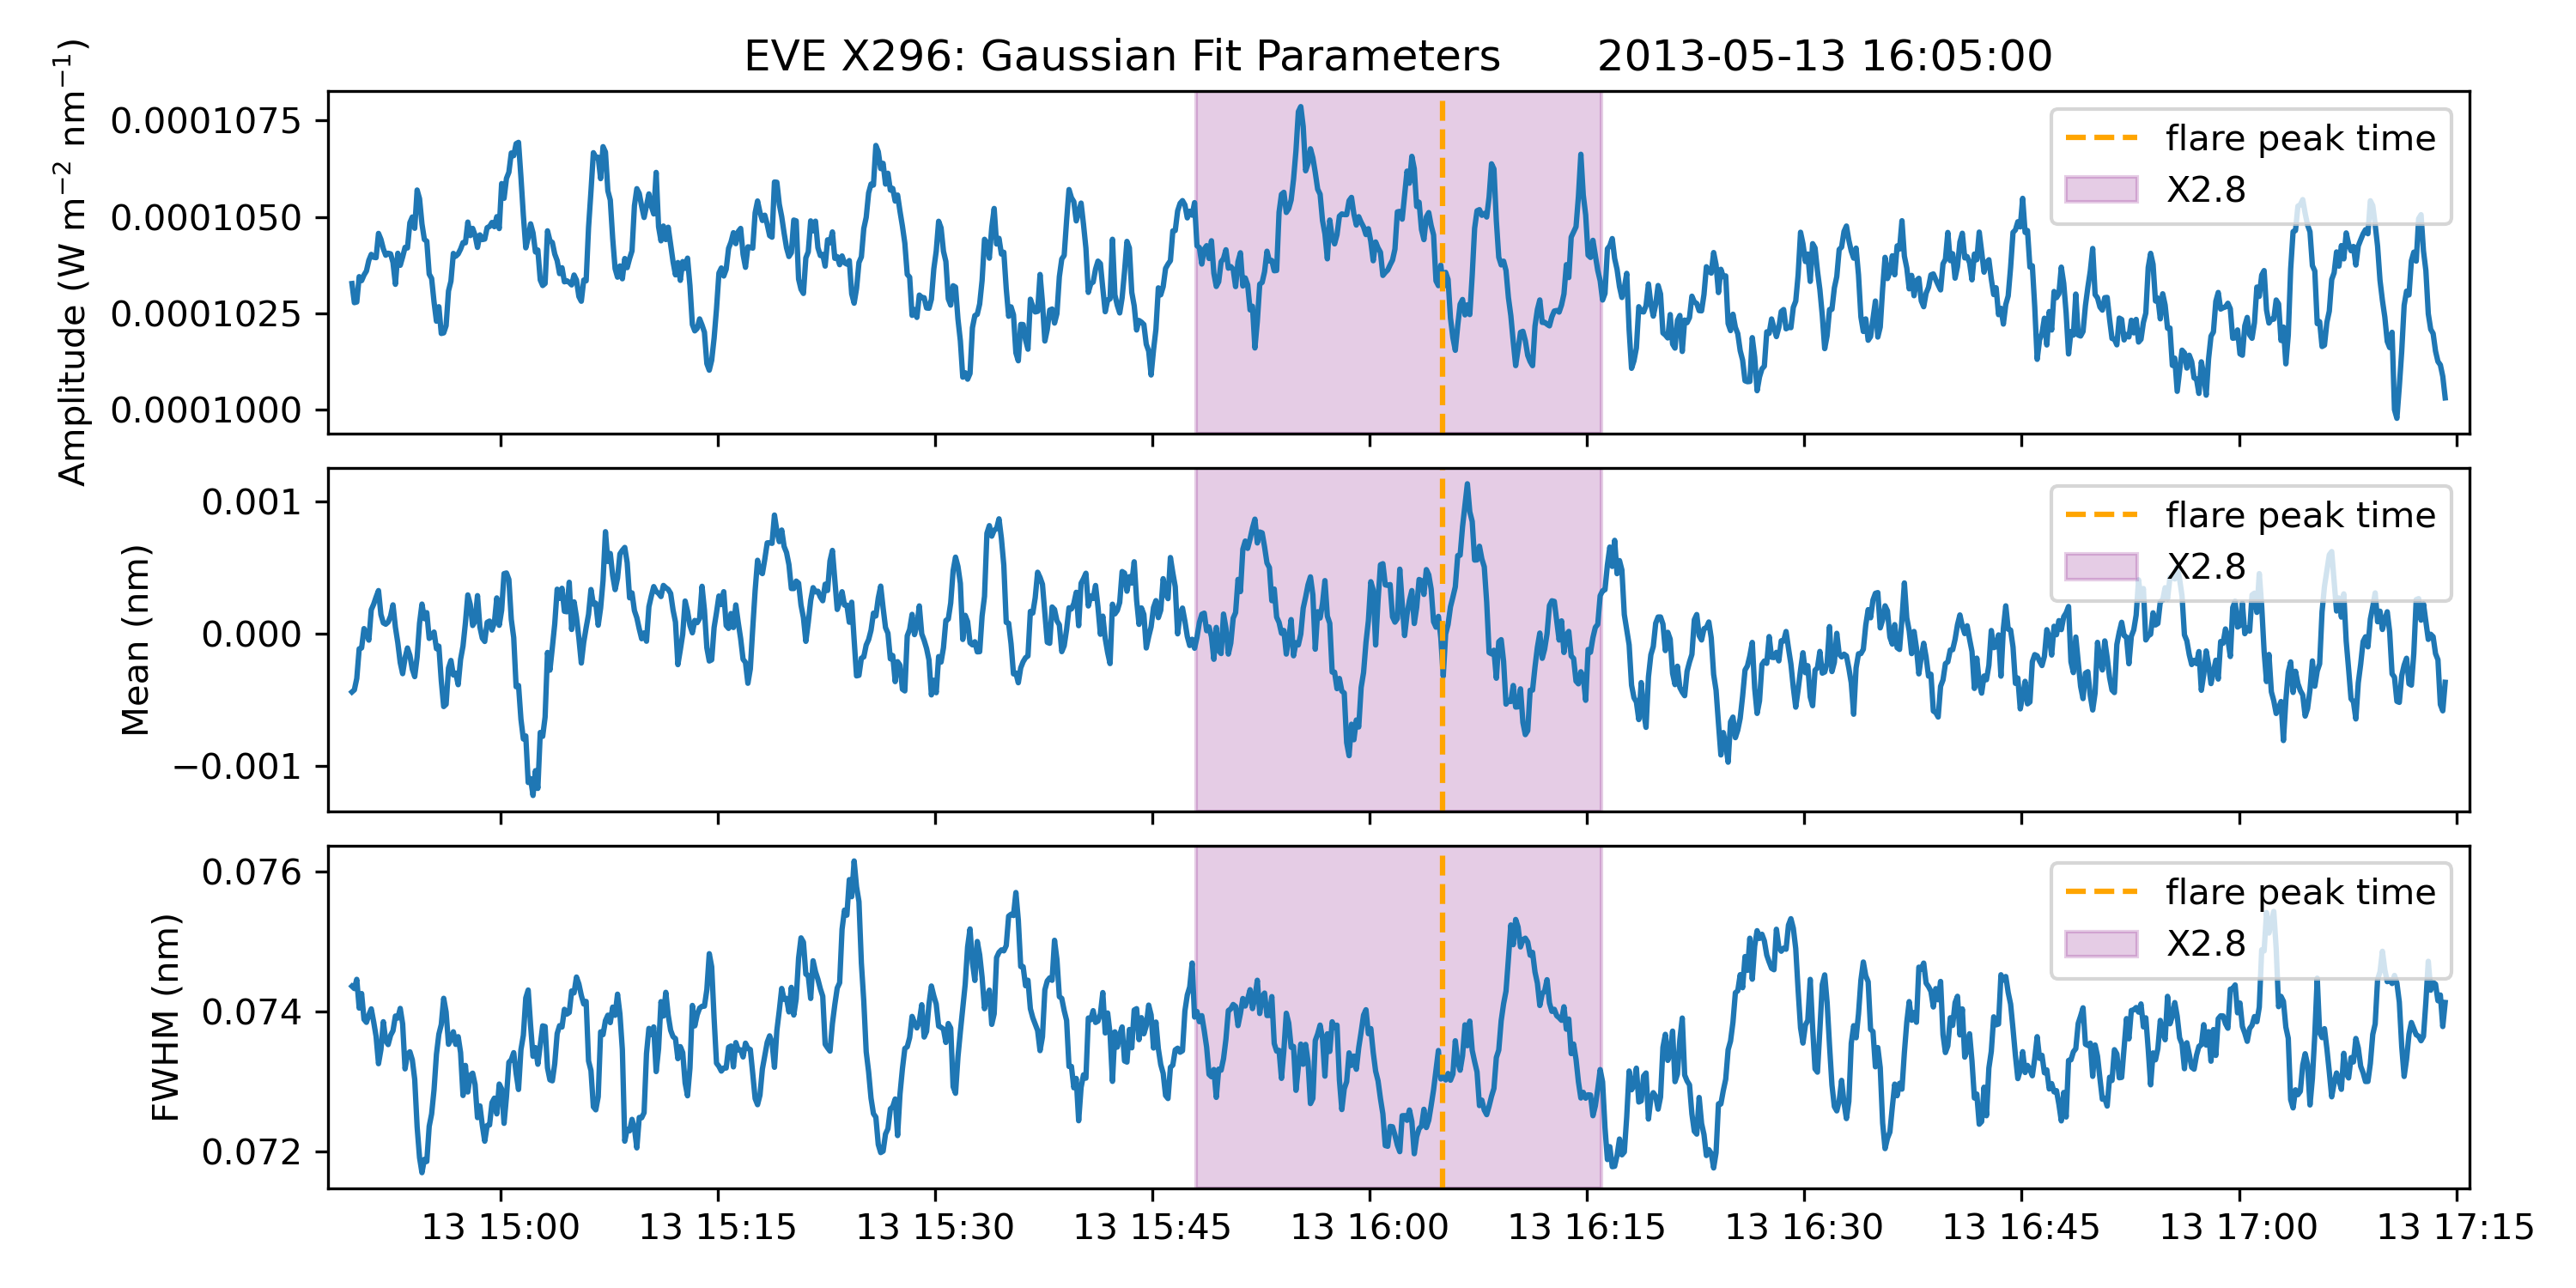 EVE X296: Gaussian Fit Parameters 2013-05-13 16:05:00
Amplitude (W m⁻² nm⁻¹)
0.0001075
0.0001050
0.0001025
0.0001000
flare peak time
X2.8
Mean (nm)
0.001
0.000
−0.001
flare peak time
X2.8
FWHM (nm)
0.076
0.074
0.072
flare peak time
X2.8
13 15:00 13 15:15 13 15:30 13 15:45 13 16:00 13 16:15 13 16:30 13 16:45 13 17:00 13 17:15